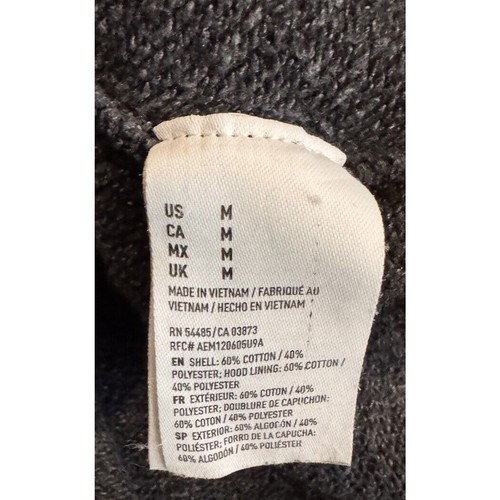 US M
CA M
MX M
UK M
MADE IN VIETNAM / FABRIQUÉ AU
VIETNAM / HECHO EN VIETNAM
RN 54485/CA 03873
RFC# AEM120605U9A
EN SHELL: 60% COTTON / 40%
POLYESTER; HOOD LINING: 60% COTTON /
40% POLYESTER
FR EXTÉRIEUR: 60% COTON / 40%
POLYESTER; DOUBLURE DE CAPUCHON:
60% COTON / 40% POLYESTER
SP EXTERIOR: 60% ALGODÓN / 40%
POLIÉSTER; FORRO DE LA CAPUCHA:
60% ALGODÓN / 40% POLIÉSTER